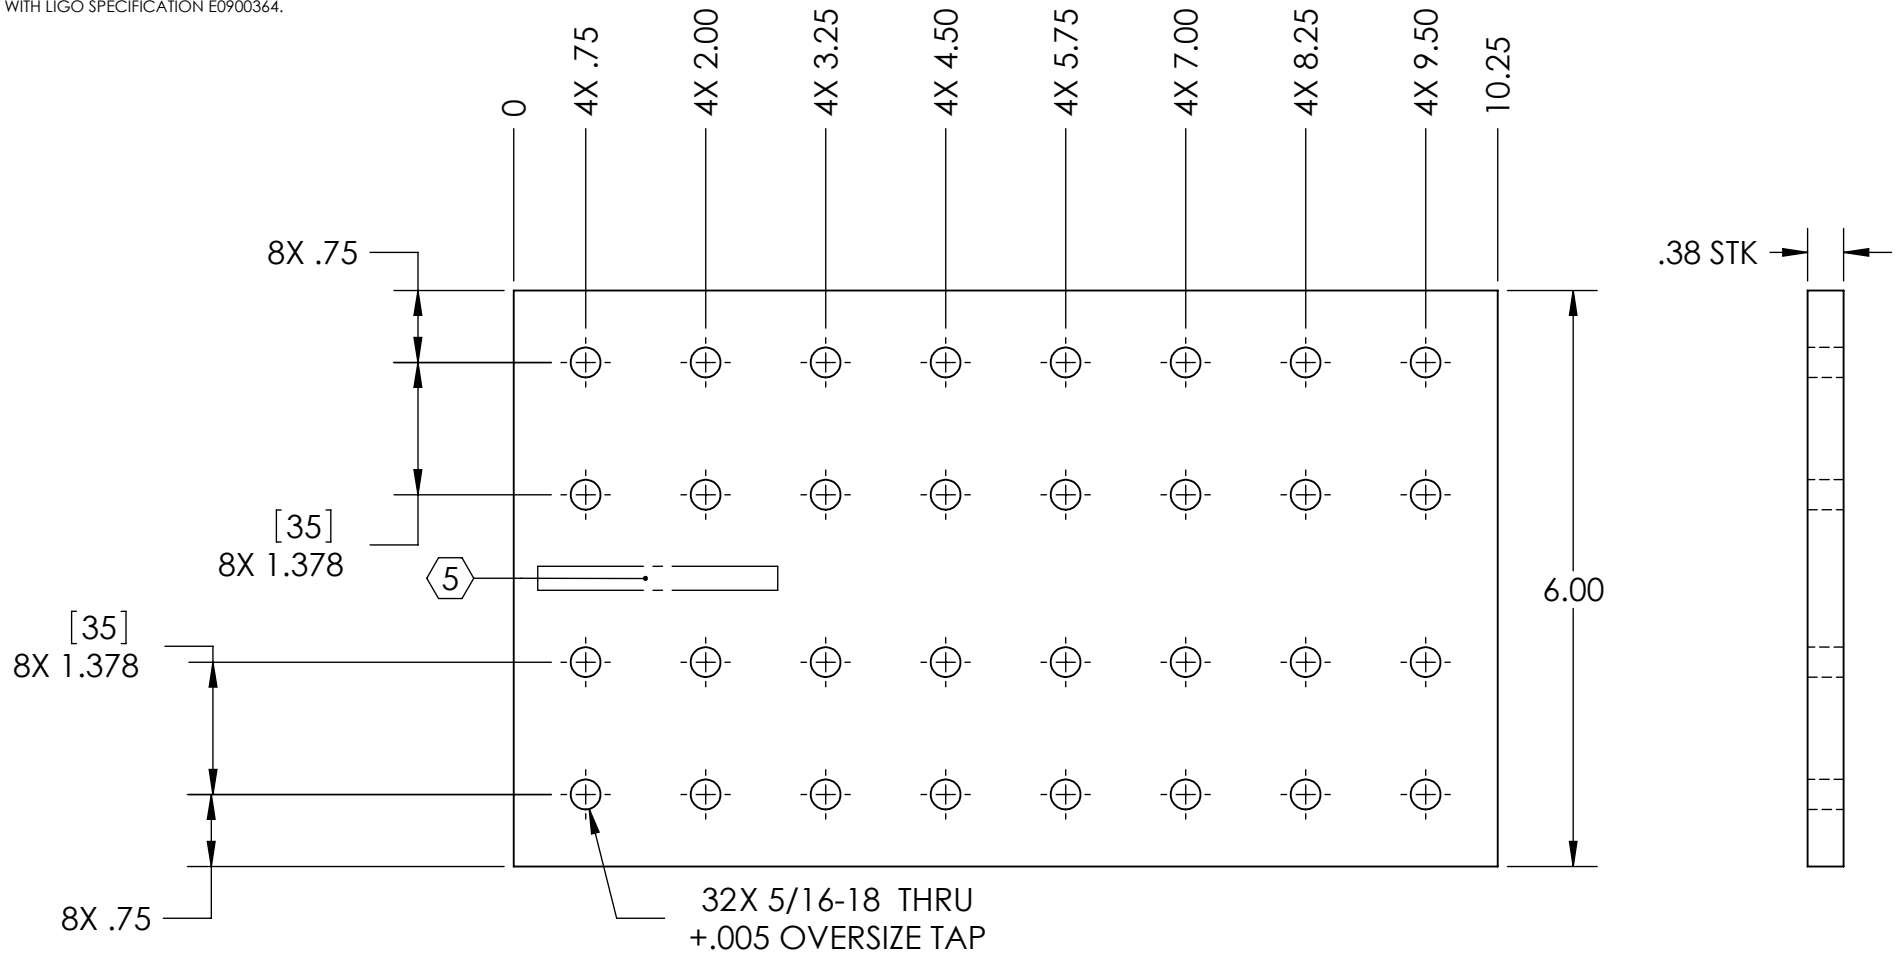 WITH LIGO SPECIFICATION E0900364.
0
4X .75
4X 2.00
4X 3.25
4X 4.50
4X 5.75
4X 7.00
4X 8.25
4X 9.50
10.25
8X .75
.38 STK
[35]
8X 1.378
5
6.00
[35]
8X 1.378
8X .75
32X 5/16-18 THRU
+.005 OVERSIZE TAP